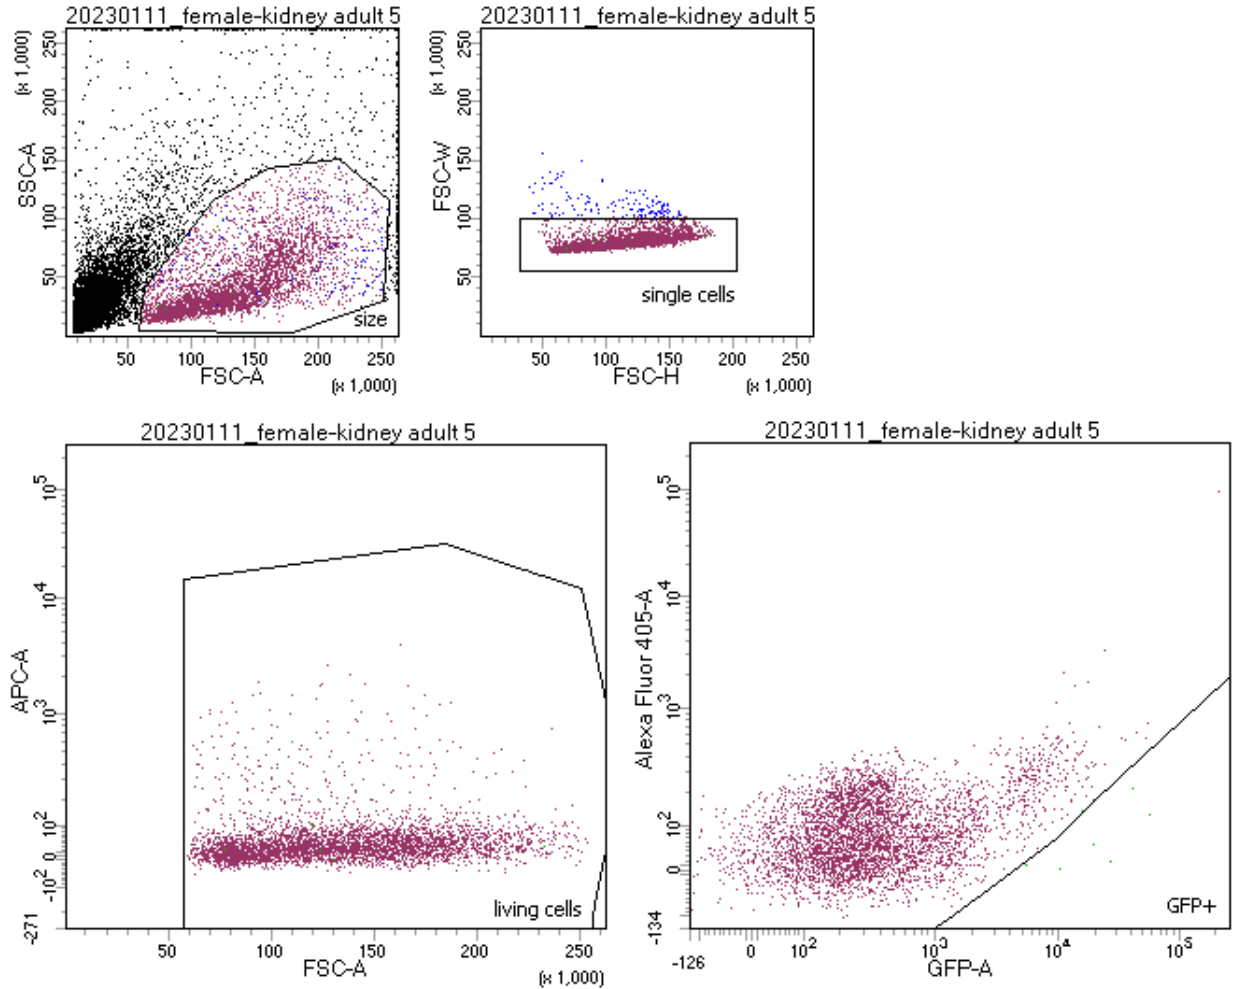 20230111_female-kidney adult 5
(x 1,000)
250
200
150
100
50
SSC-A
size
50 100 150 200 250
FSC-A
(x 1,000)
20230111_female-kidney adult 5
(x 1,000)
250
200
150
100
50
FSC-W
single cells
50 100 150 200 250
FSC-H
(x 1,000)
20230111_female-kidney adult 5
10^5
10^4
10^3
10^2
0
-10^2
-271
APC-A
living cells
50 100 150 200 250
FSC-A
(x 1,000)
20230111_female-kidney adult 5
10^5
10^4
10^3
10^2
0
-134
Alexa Fluor 405-A
GFP+
-126 0 10^2 10^3 10^4 10^5
GFP-A